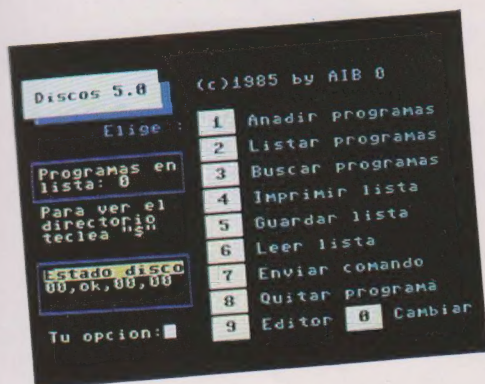 Discos 5.0
(c)1985 by AIB 0
Elige :
1 Anadir programas
2 Listar programas
3 Buscar programas
4 Imprimir lista
5 Guardar lista
6 Leer lista
7 Enviar comando
8 Quitar programa
9 Editor 0 Cambiar
Programas en
lista: 0
Para ver el
directorio
teclea "$"
Estado disco
00,ok,00,00
Tu opcion: